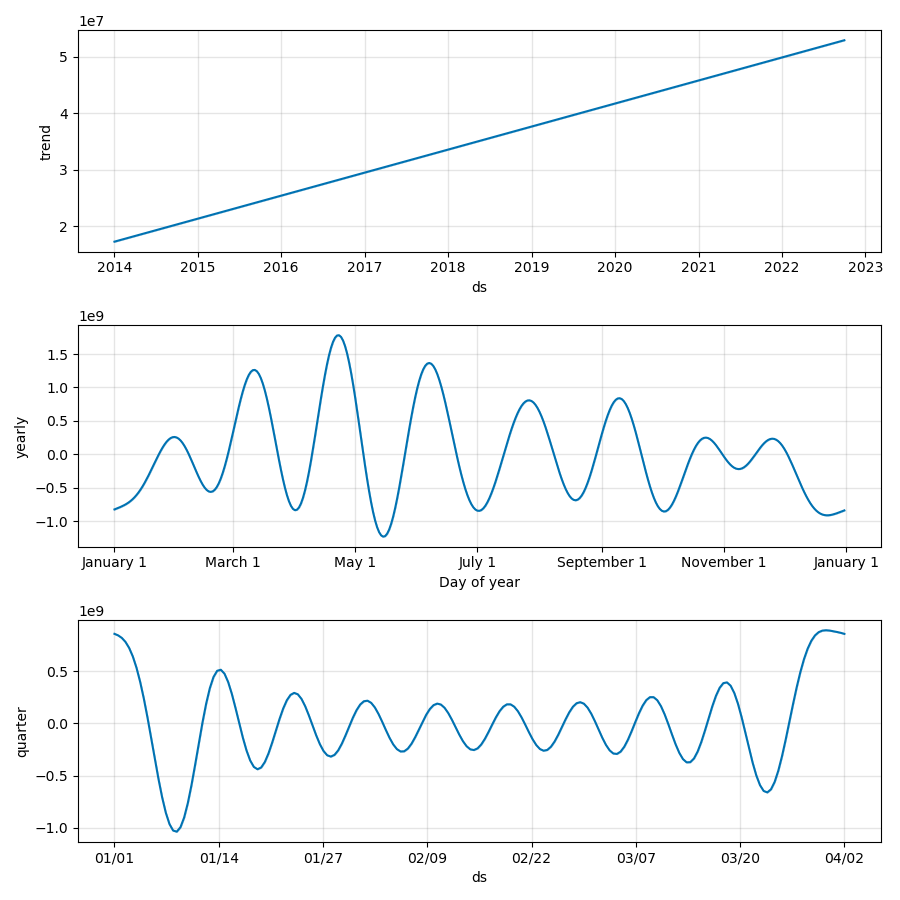 1e7
5
4
3
2
trend
2014 2015 2016 2017 2018 2019 2020 2021 2022 2023
ds
1e9
1.5
1.0
0.5
0.0
−0.5
−1.0
yearly
January 1 March 1 May 1 July 1 September 1 November 1 January 1
Day of year
1e9
0.5
0.0
−0.5
−1.0
quarter
01/01 01/14 01/27 02/09 02/22 03/07 03/20 04/02
ds